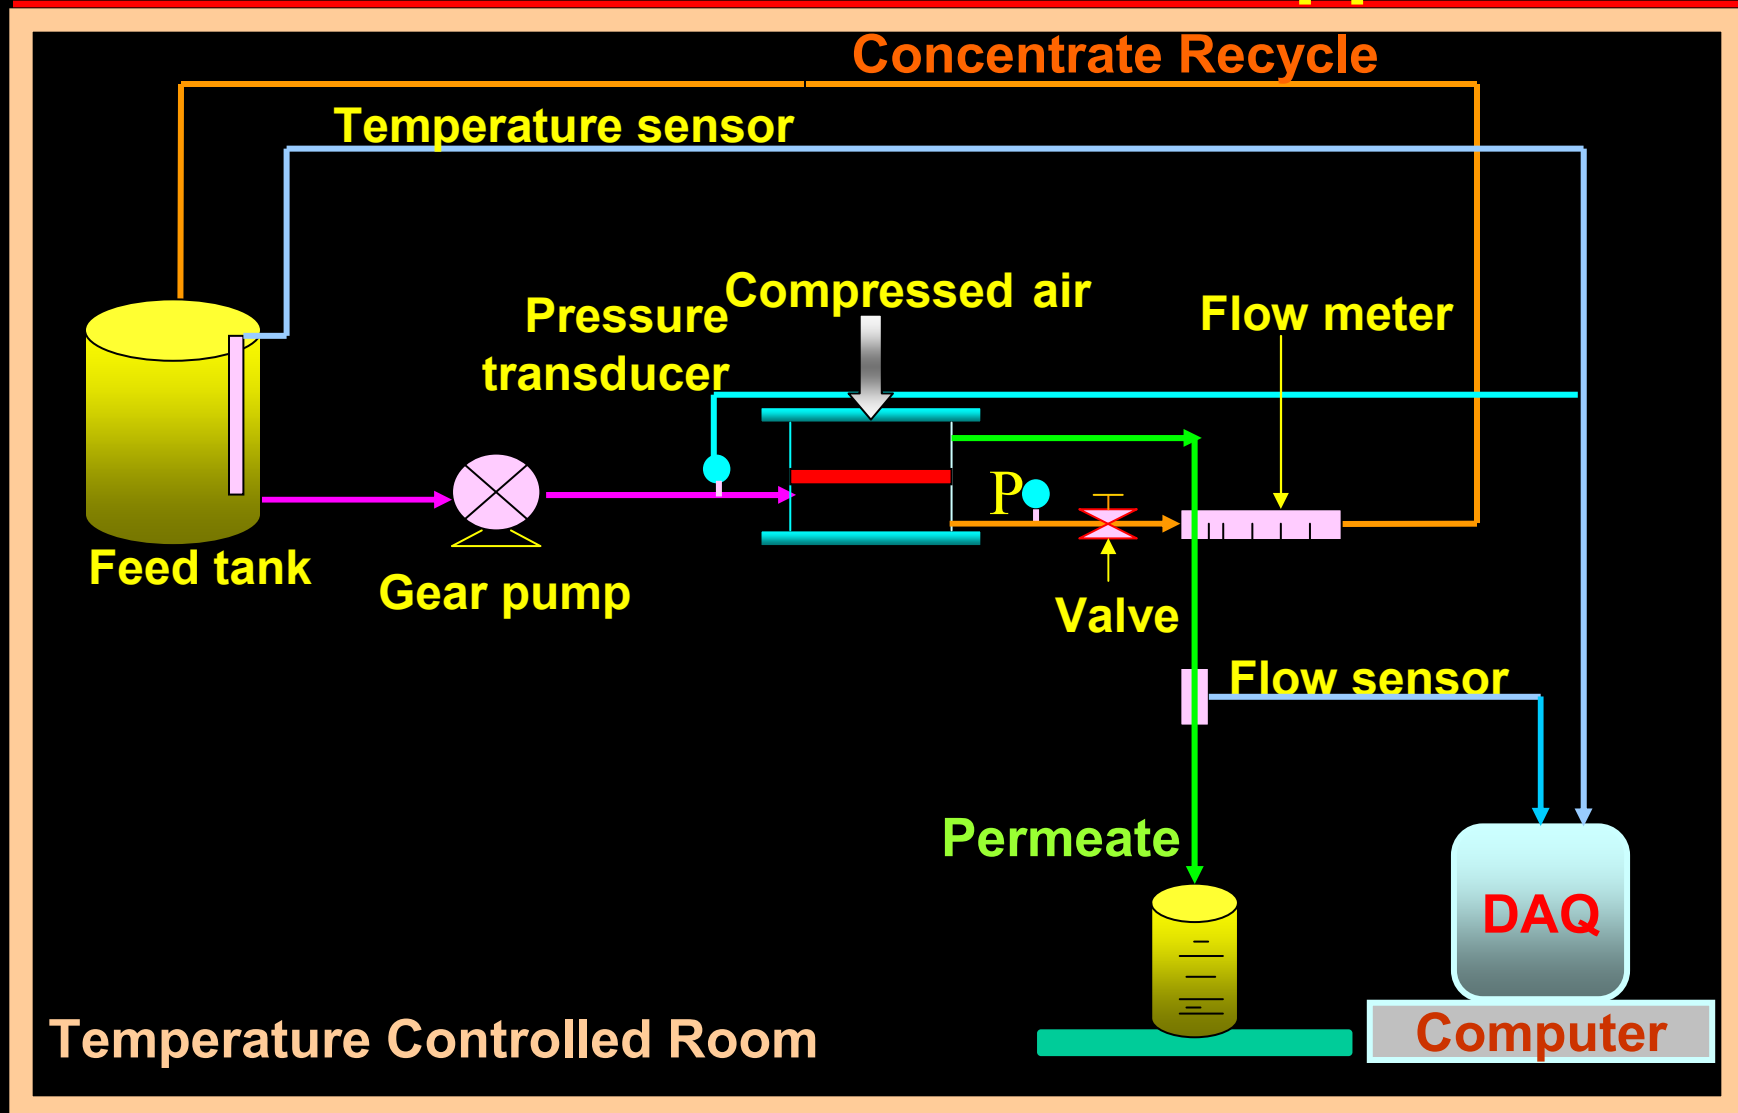 Concentrate Recycle
Temperature sensor
Compressed air
Pressure
transducer
Flow meter
P
Feed tank
Gear pump
Valve
Flow sensor
Permeate
DAQ
Computer
Temperature Controlled Room